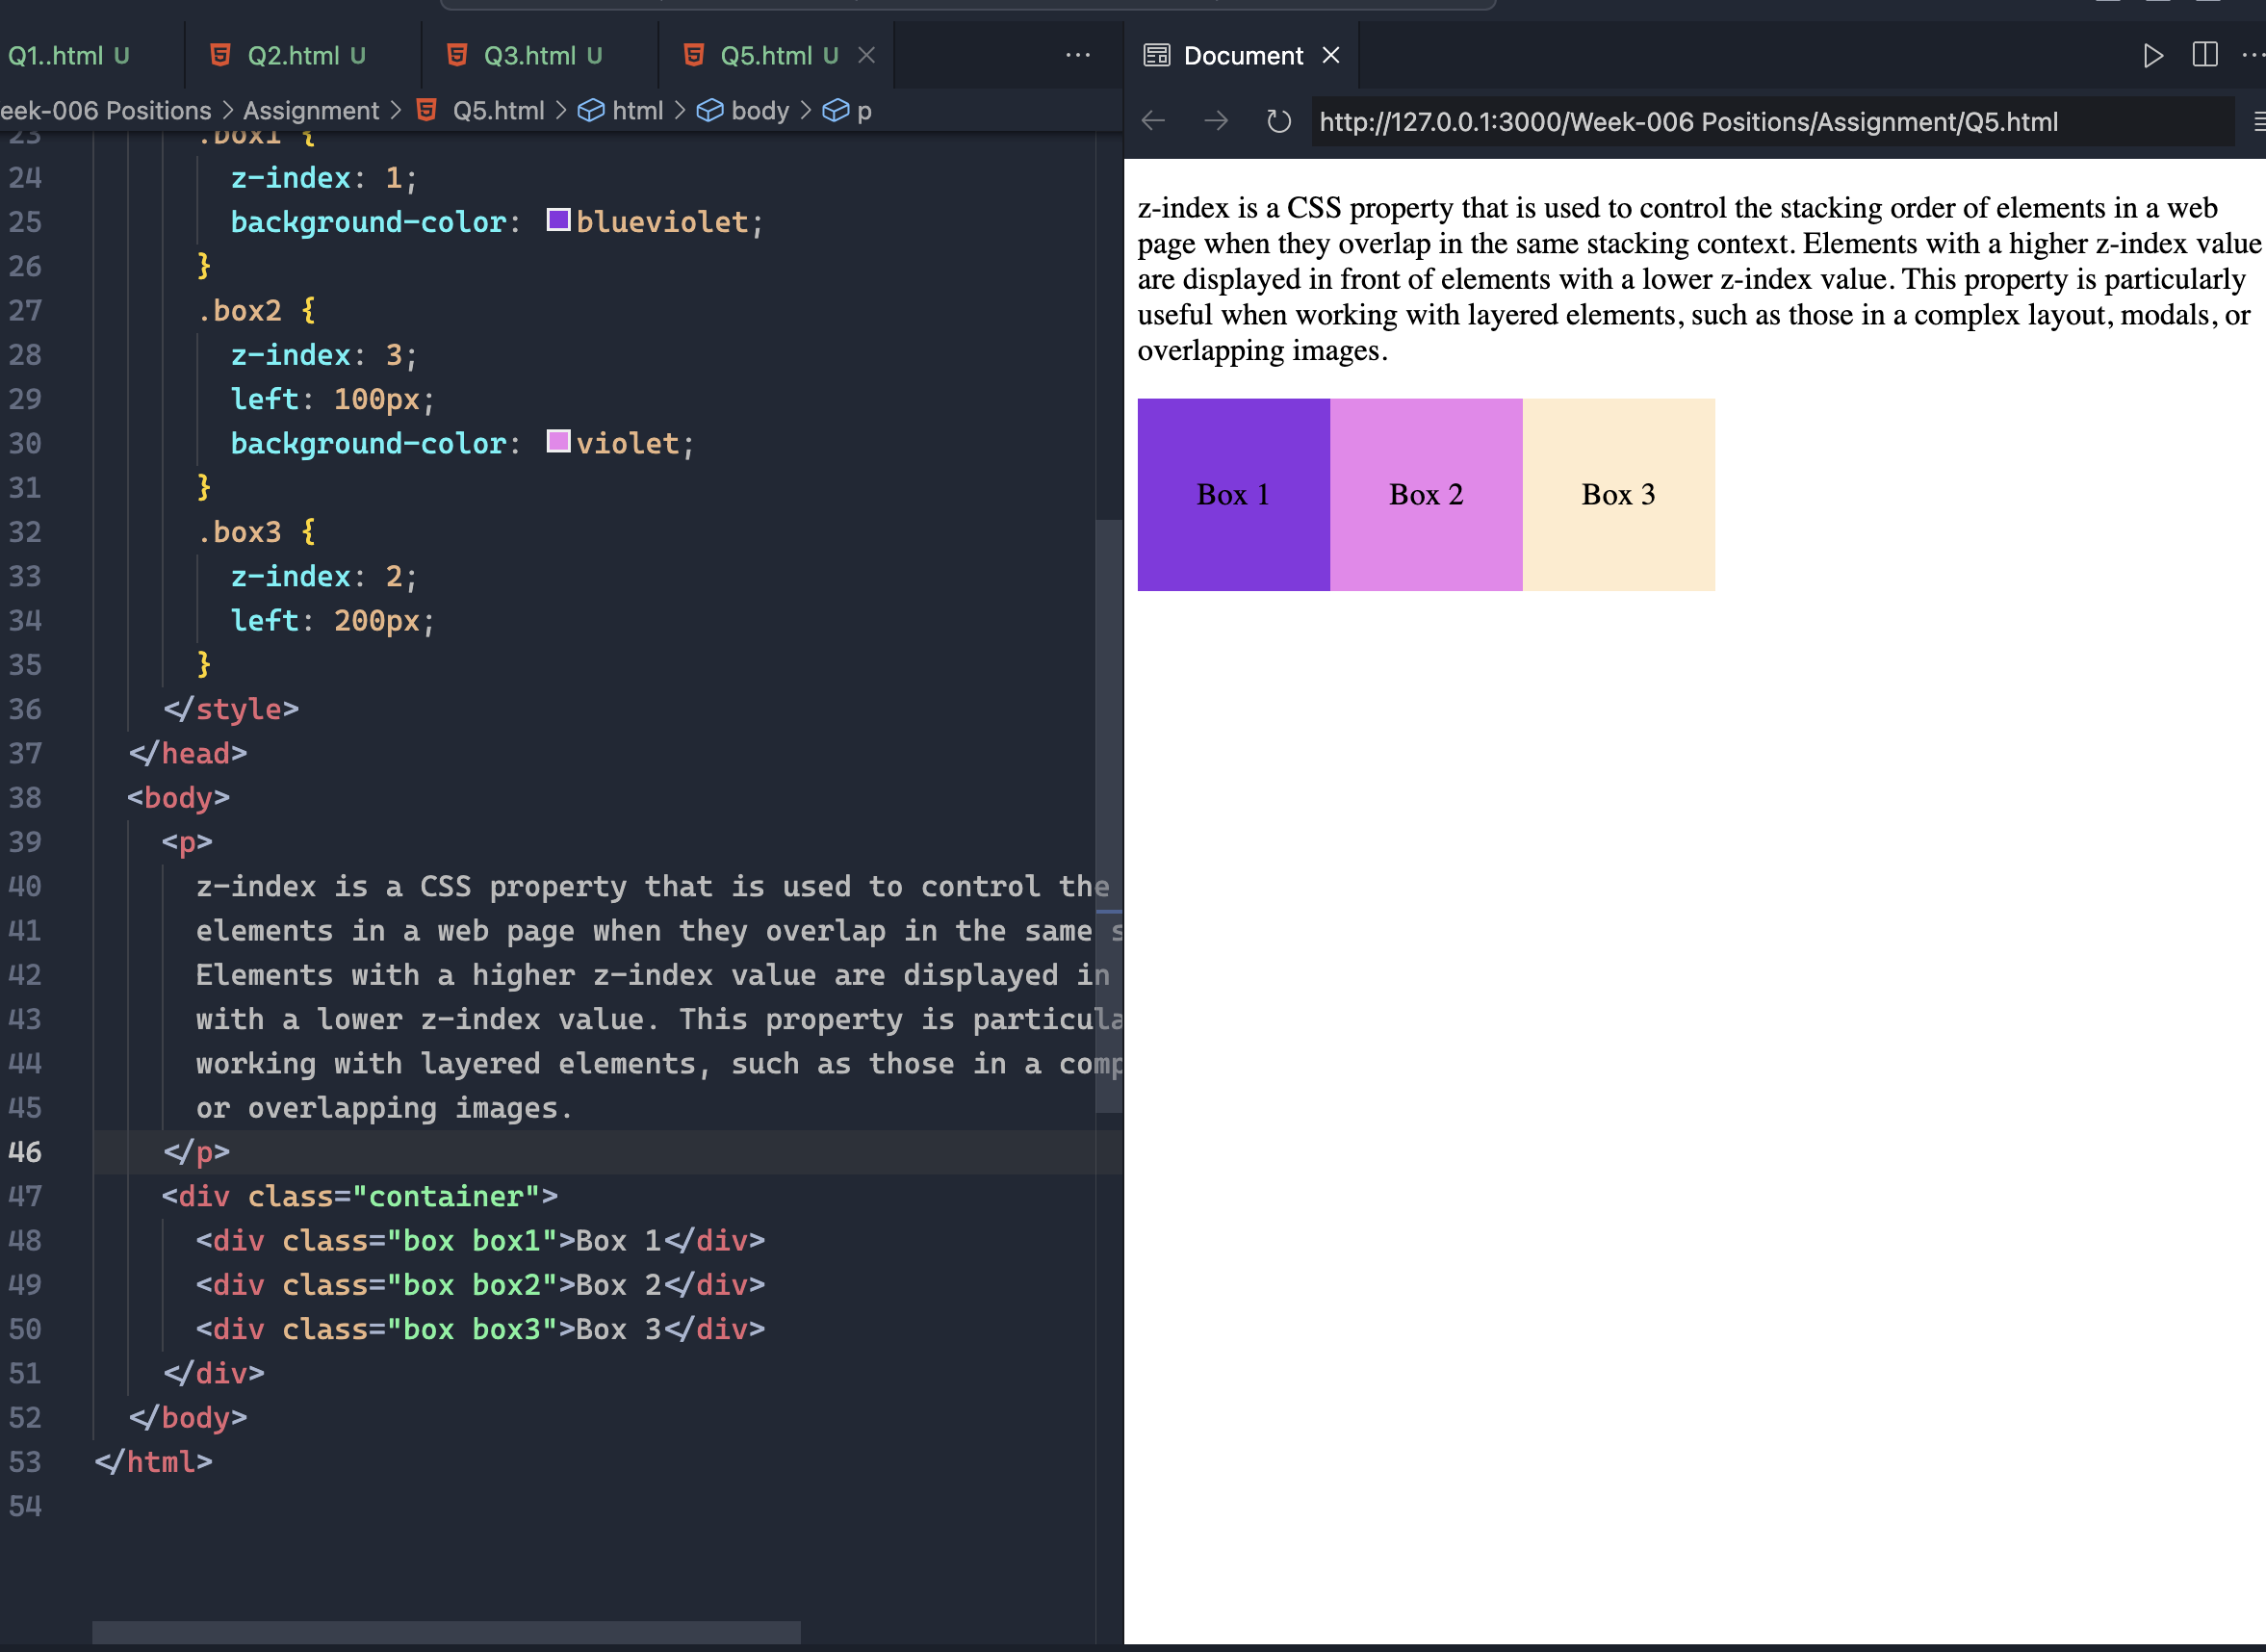 Q1..html U
Q2.html U
Q3.html U
Q5.html U
Document
eek-006 Positions > Assignment > Q5.html > html > body > p
http://127.0.0.1:3000/Week-006 Positions/Assignment/Q5.html
23 .box1 {
24 z-index: 1;
25 background-color: blueviolet;
26 }
27 .box2 {
28 z-index: 3;
29 left: 100px;
30 background-color: violet;
31 }
32 .box3 {
33 z-index: 2;
34 left: 200px;
35 }
36 </style>
37 </head>
38 <body>
39 <p>
40 z-index is a CSS property that is used to control the
41 elements in a web page when they overlap in the same s
42 Elements with a higher z-index value are displayed in
43 with a lower z-index value. This property is particula
44 working with layered elements, such as those in a comp
45 or overlapping images.
46 </p>
47 <div class="container">
48 <div class="box box1">Box 1</div>
49 <div class="box box2">Box 2</div>
50 <div class="box box3">Box 3</div>
51 </div>
52 </body>
53 </html>
54
z-index is a CSS property that is used to control the stacking order of elements in a web
page when they overlap in the same stacking context. Elements with a higher z-index value
are displayed in front of elements with a lower z-index value. This property is particularly
useful when working with layered elements, such as those in a complex layout, modals, or
overlapping images.
Box 1
Box 2
Box 3